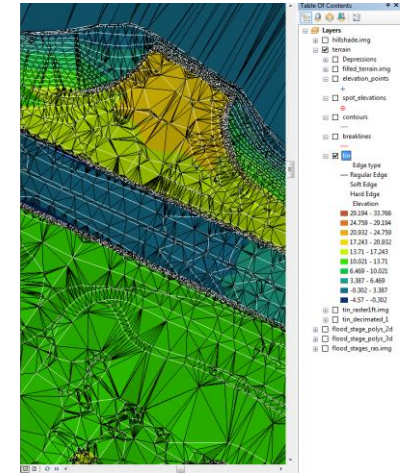 Table Of Contents
Layers
hillshade.img
terrain
Depressions
filled_terrain.img
elevation_points
spot_elevations
contours
breaklines
tin
Edge type
Regular Edge
Soft Edge
Hard Edge
Elevation
29.194 - 33.766
24.759 - 29.194
20.932 - 24.759
17.243 - 20.932
13.71 - 17.243
10.021 - 13.71
6.469 - 10.021
3.387 - 6.469
-0.302 - 3.387
-4.57 - -0.302
tin_raster1ft.img
tin_decimated_1
flood_stage_polys_2d
flood_stage_polys_3d
flood_stages_ras.img